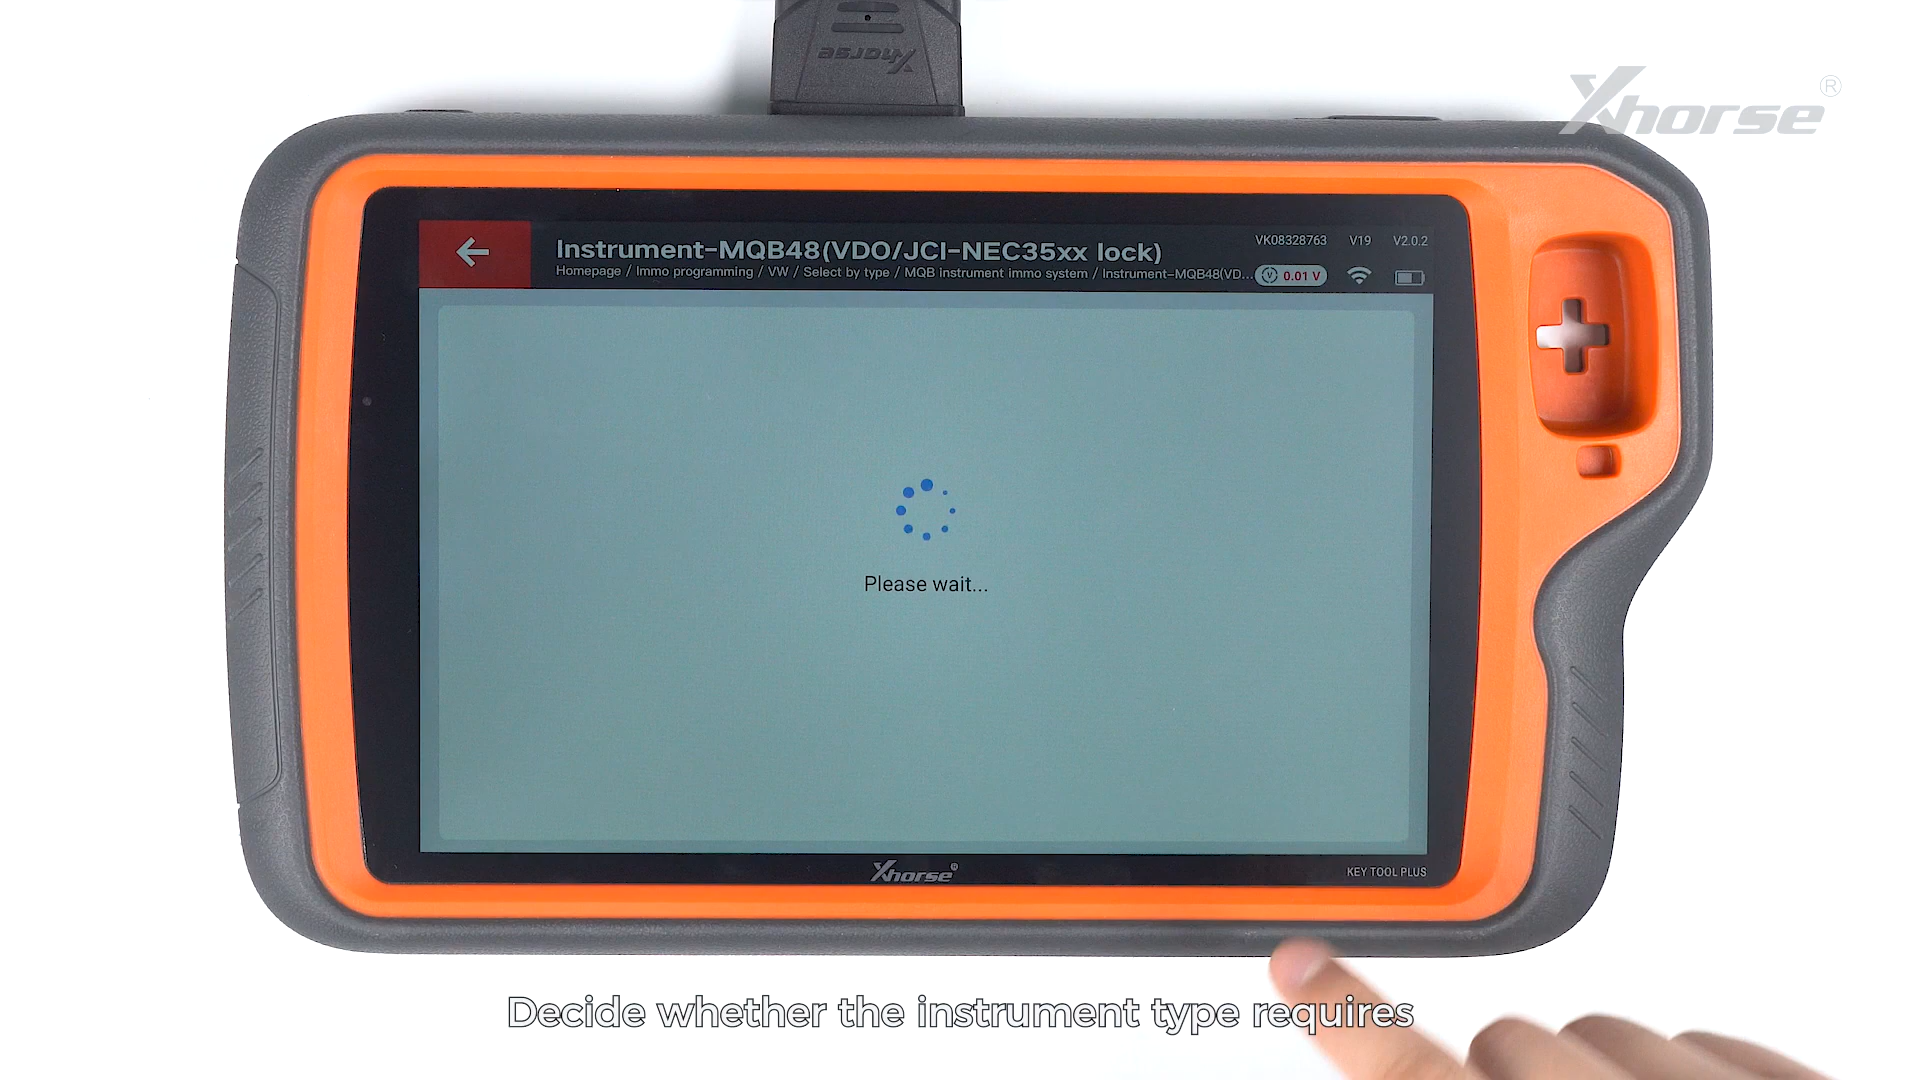 Xhorse
Xhorse ®
Instrument-MQB48(VDO/JCI-NEC35xx lock)
VK08328763 V19 V2.0.2
Homepage / Immo programming / VW / Select by type / MQB instrument immo system / Instrument-MQB48(VD...
V 0.01 V
Please wait...
Xhorse®
KEY TOOL PLUS
Decide whether the instrument type requires